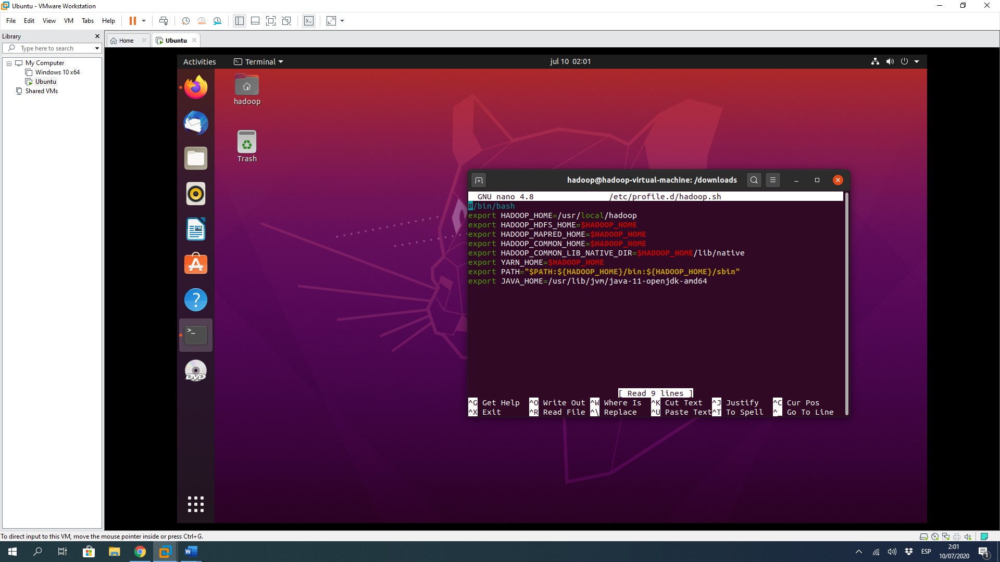 Ubuntu - VMware Workstation
File Edit View VM Tabs Help
Library
Type here to search
My Computer
Windows 10 x64
Ubuntu
Shared VMs
Home
Ubuntu
Activities
Terminal
jul 10 02:01
hadoop
Trash
hadoop@hadoop-virtual-machine: /downloads
GNU nano 4.8 /etc/profile.d/hadoop.sh
#/bin/bash
export HADOOP_HOME=/usr/local/hadoop
export HADOOP_HDFS_HOME=$HADOOP_HOME
export HADOOP_MAPRED_HOME=$HADOOP_HOME
export HADOOP_COMMON_HOME=$HADOOP_HOME
export HADOOP_COMMON_LIB_NATIVE_DIR=$HADOOP_HOME/lib/native
export YARN_HOME=$HADOOP_HOME
export PATH="$PATH:${HADOOP_HOME}/bin:${HADOOP_HOME}/sbin"
export JAVA_HOME=/usr/lib/jvm/java-11-openjdk-amd64
[ Read 9 lines ]
^G Get Help ^O Write Out ^W Where Is ^K Cut Text ^J Justify ^C Cur Pos
^X Exit ^R Read File ^\ Replace ^U Paste Text ^T To Spell ^_ Go To Line
DVD
To direct input to this VM, move the mouse pointer inside or press Ctrl+G.
ESP
2:01
10/07/2020
1